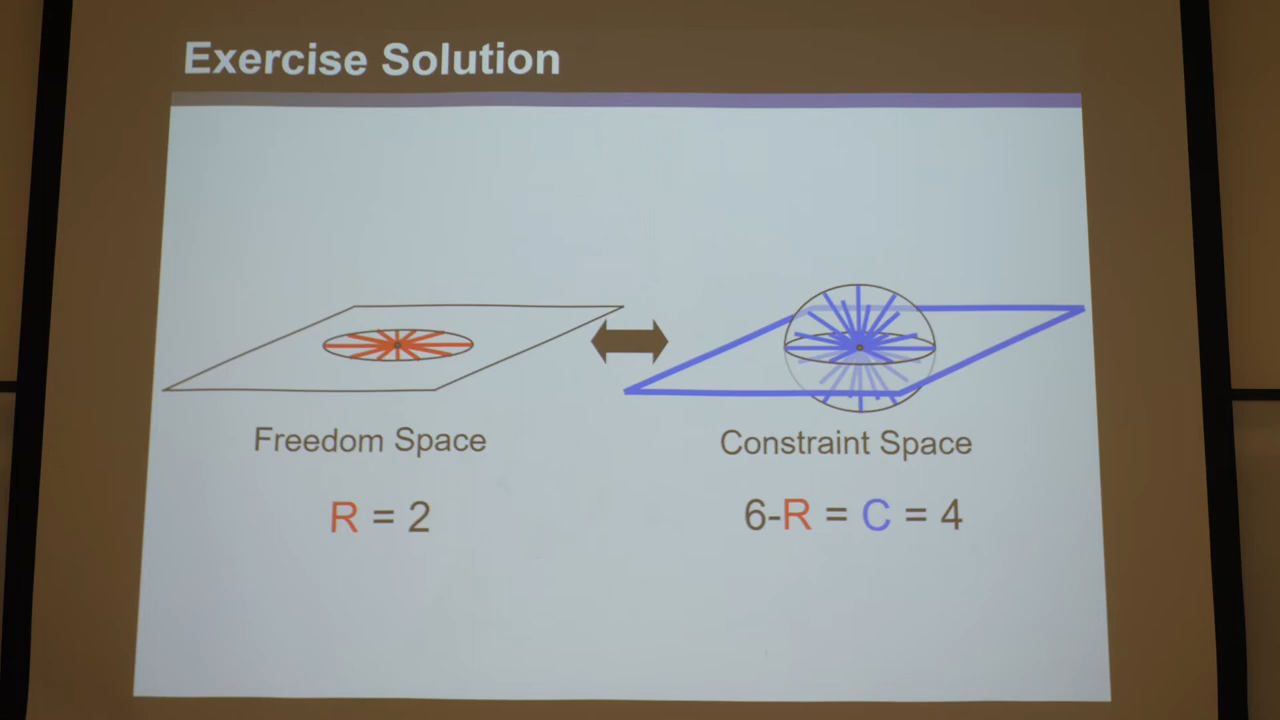 Exercise Solution
Freedom Space
Constraint Space
R = 2
6-R = C = 4